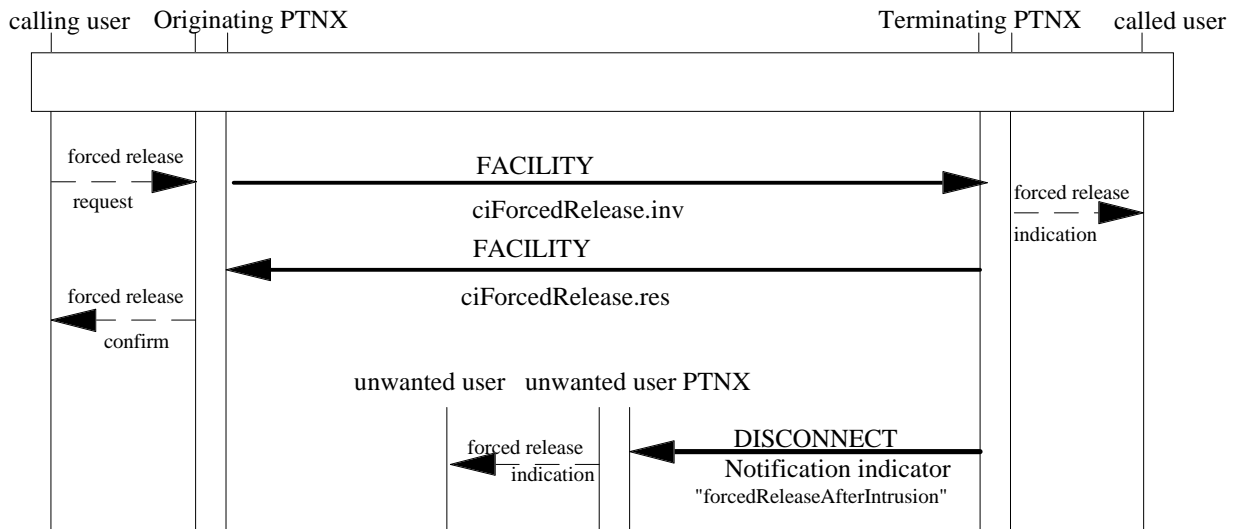 calling user Originating PTNX Terminating PTNX called user
forced release
request
FACILITY
ciForcedRelease.inv
forced release
indication
FACILITY
ciForcedRelease.res
forced release
confirm
unwanted user unwanted user PTNX
forced release
indication
DISCONNECT
Notification indicator
"forcedReleaseAfterIntrusion"